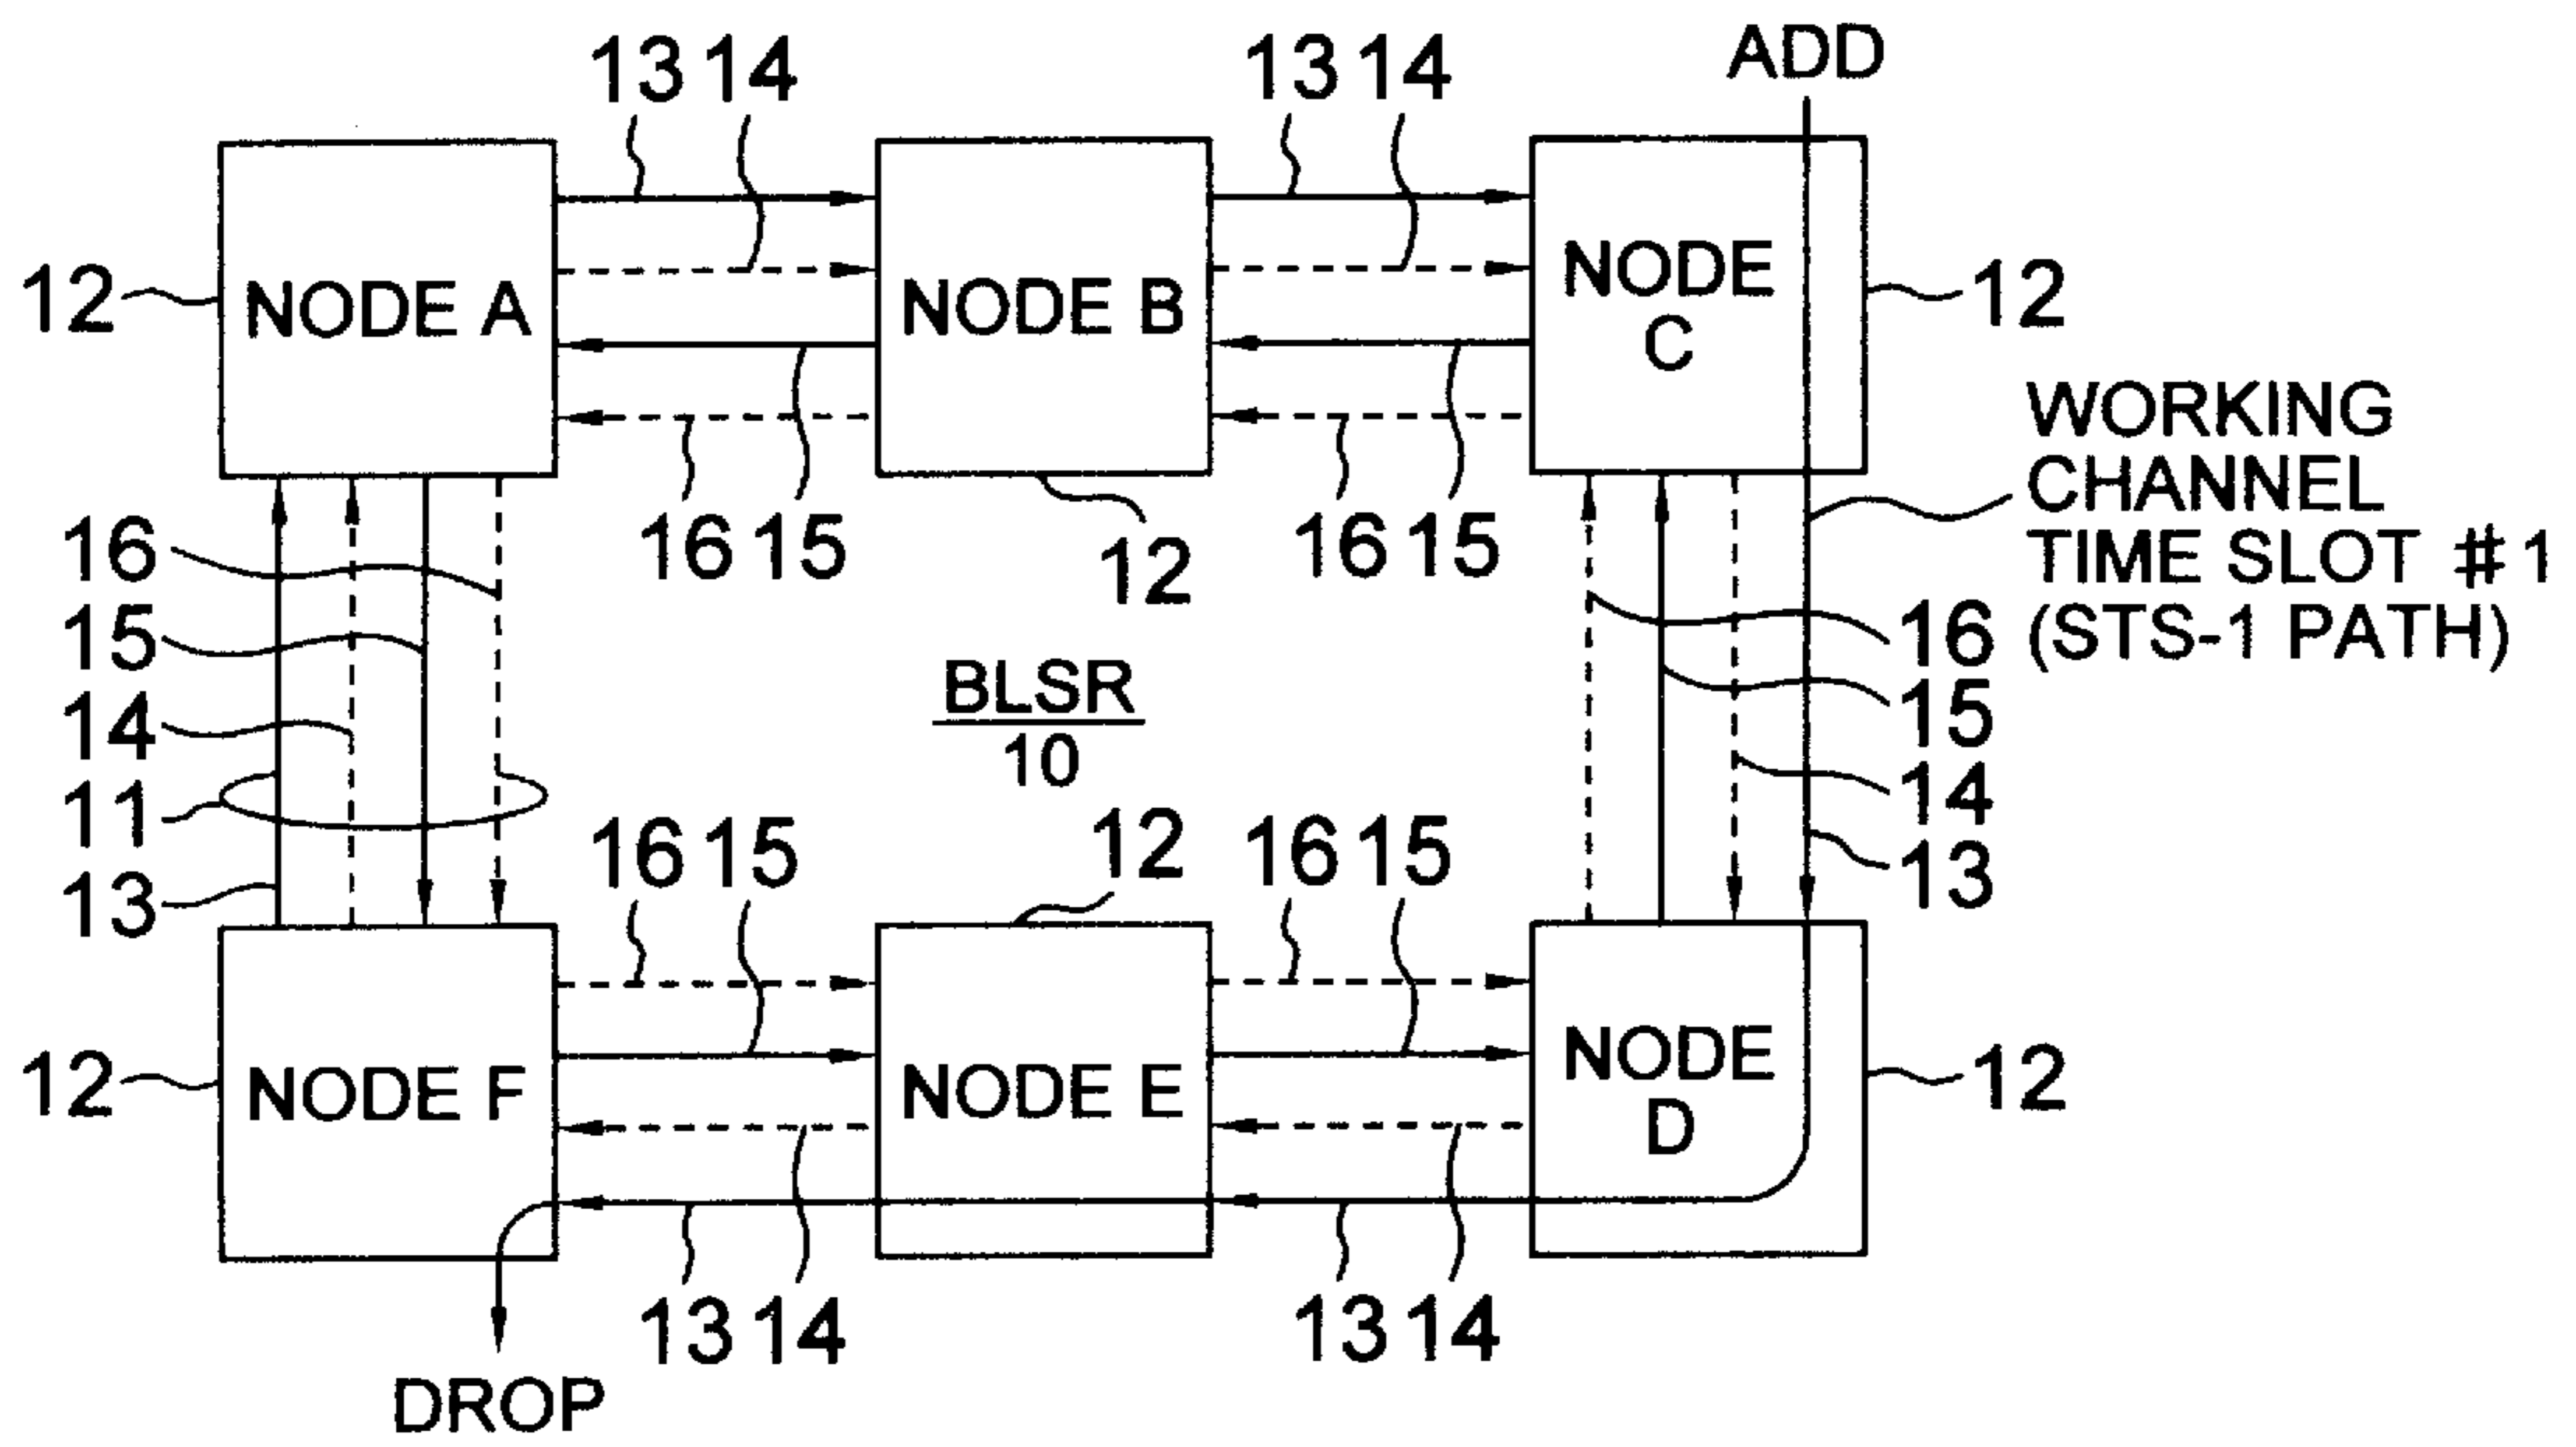 ADD
13 14 13 14
12 NODE A NODE B NODE C 12
WORKING
CHANNEL
TIME SLOT #1
(STS-1 PATH)
16 15 12 16 15
16
15
14
11
13
BLSR
10
16
15
14
13
16 15 12 16 15
12 NODE F NODE E NODE D 12
13 14 13 14
DROP